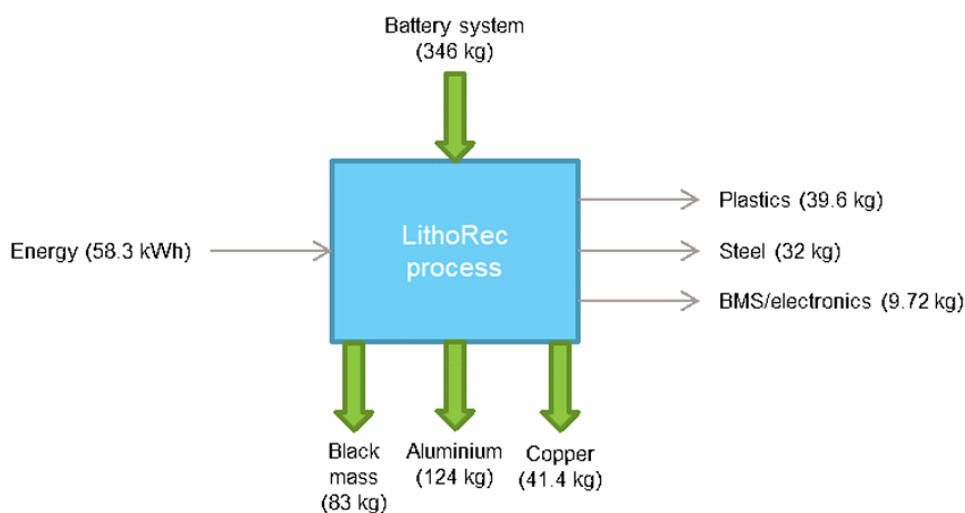 Battery system
(346 kg)
Energy (58.3 kWh)
LithoRec
process
Plastics (39.6 kg)
Steel (32 kg)
BMS/electronics (9.72 kg)
Black
mass
(83 kg)
Aluminium
(124 kg)
Copper
(41.4 kg)